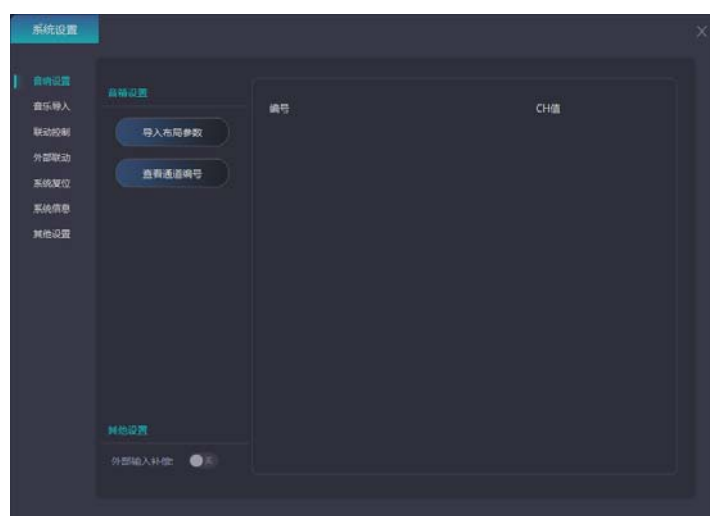 系统设置
X
音响设置
音乐导入
联动控制
外部联动
系统复位
系统信息
其他设置
音箱设置
导入布局参数
查看通道编号
编号
CH值
其他设置
外部输入补偿:
关